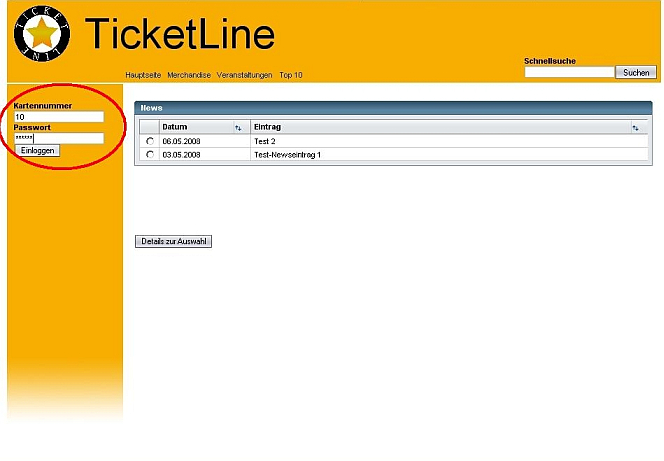 TICKET LINE
TicketLine
Hauptseite Merchandise Veranstaltungen Top 10
Schnellsuche
Suchen
Kartennummer
10
Passwort
******
Einloggen
News
Datum Eintrag
06.05.2008 Test 2
03.05.2008 Test-Newseintrag 1
Details zur Auswahl